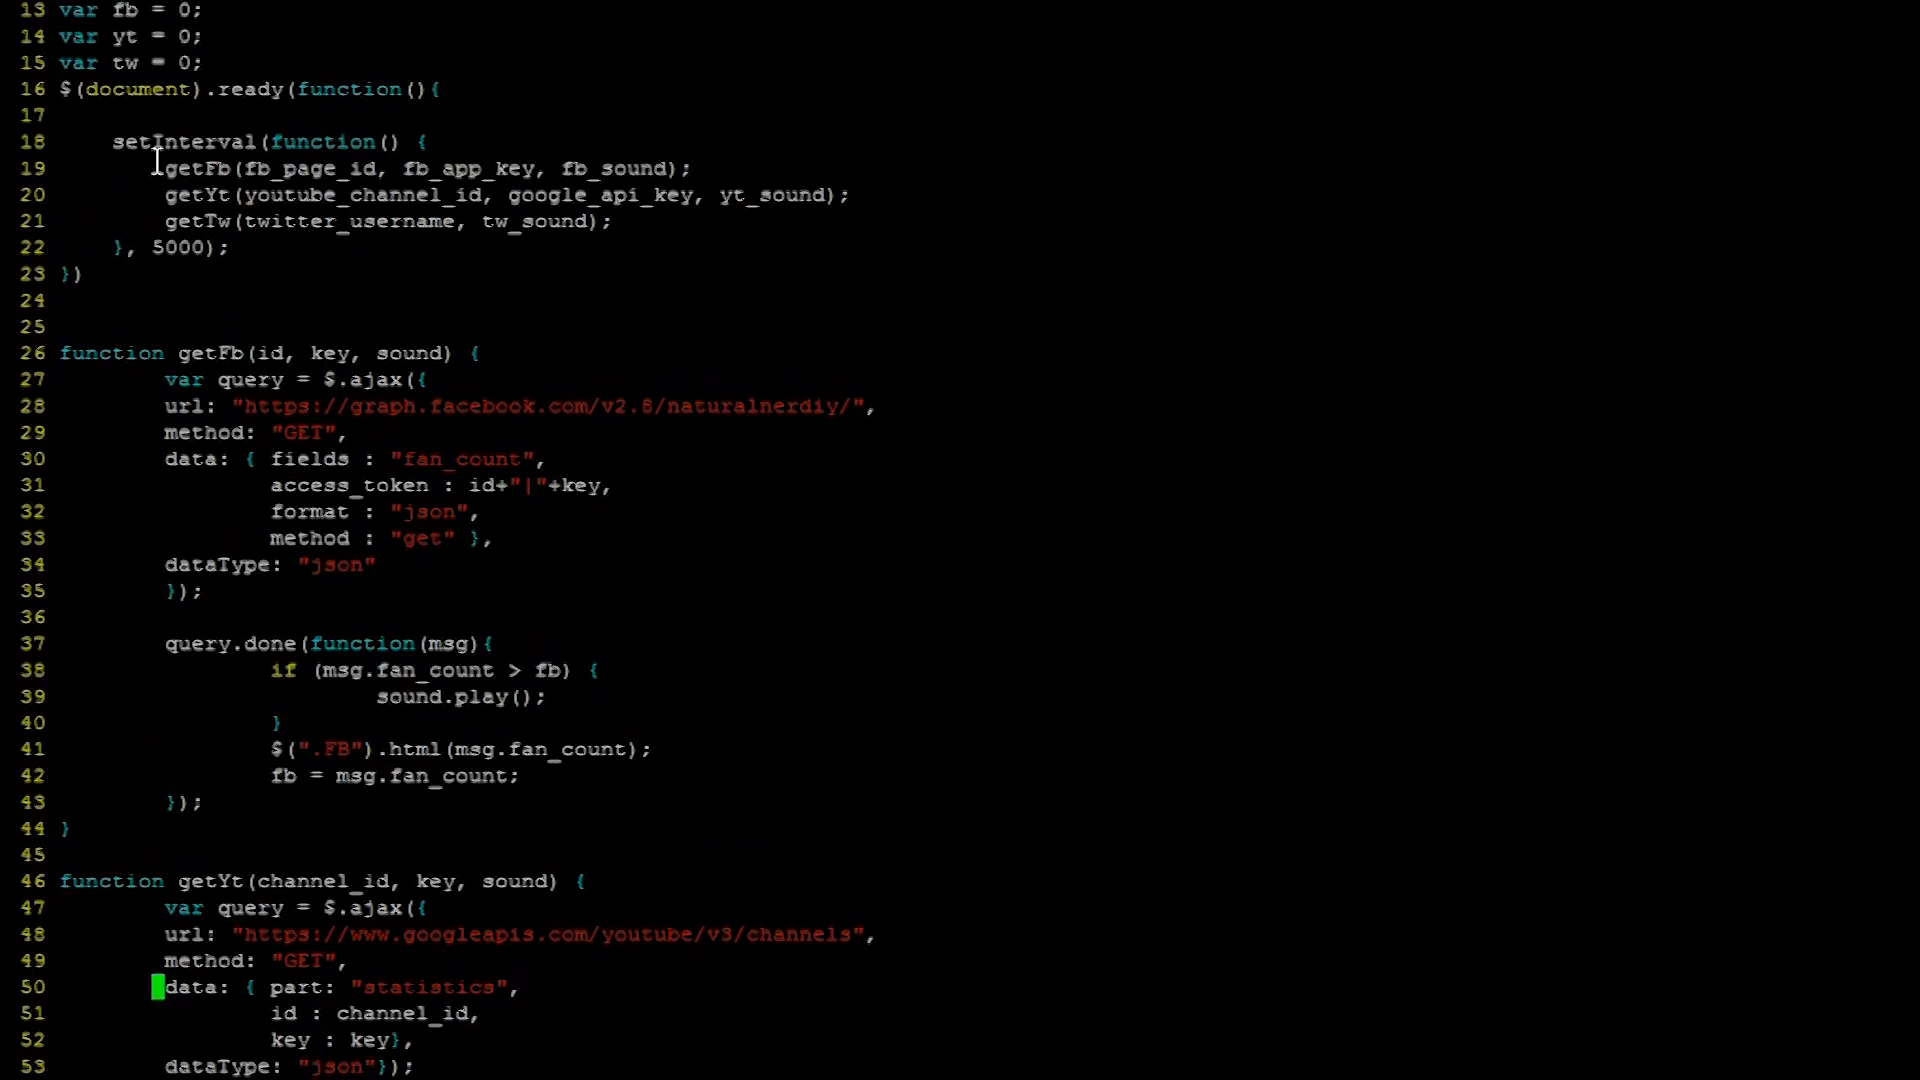 13 var fb = 0;
14 var yt = 0;
15 var tw = 0;
16 $(document).ready(function(){
17
18     setInterval(function() {
19         getFb(fb_page_id, fb_app_key, fb_sound);
20         getYt(youtube_channel_id, google_api_key, yt_sound);
21         getTw(twitter_username, tw_sound);
22     }, 5000);
23 })
24
25
26 function getFb(id, key, sound) {
27         var query = $.ajax({
28         url: "https://graph.facebook.com/v2.8/naturalnerdiy/",
29         method: "GET",
30         data: { fields : "fan_count",
31                 access_token : id+"|"+key,
32                 format : "json",
33                 method : "get" },
34         dataType: "json"
35         });
36
37         query.done(function(msg){
38                 if (msg.fan_count > fb) {
39                         sound.play();
40                 }
41                 $(".FB").html(msg.fan_count);
42                 fb = msg.fan_count;
43         });
44 }
45
46 function getYt(channel_id, key, sound) {
47         var query = $.ajax({
48         url: "https://www.googleapis.com/youtube/v3/channels",
49         method: "GET",
50         data: { part: "statistics",
51                 id : channel_id,
52                 key : key},
53         dataType: "json"});